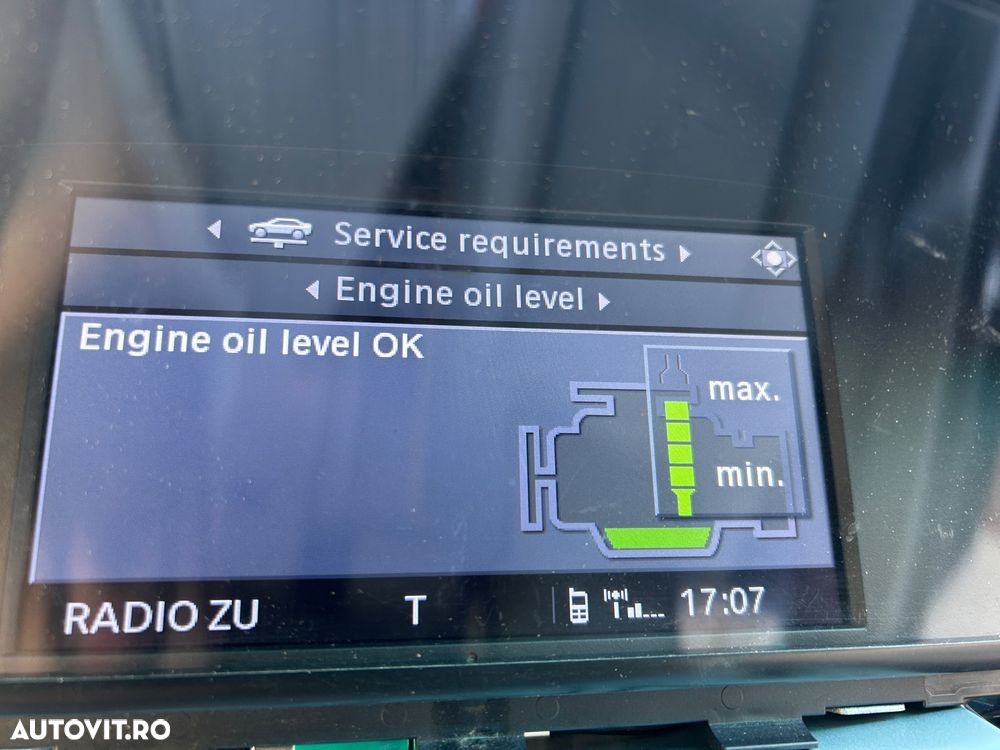 Service requirements
Engine oil level
Engine oil level OK
max.
min.
RADIO ZU T 17:07
AUTOVIT.RO